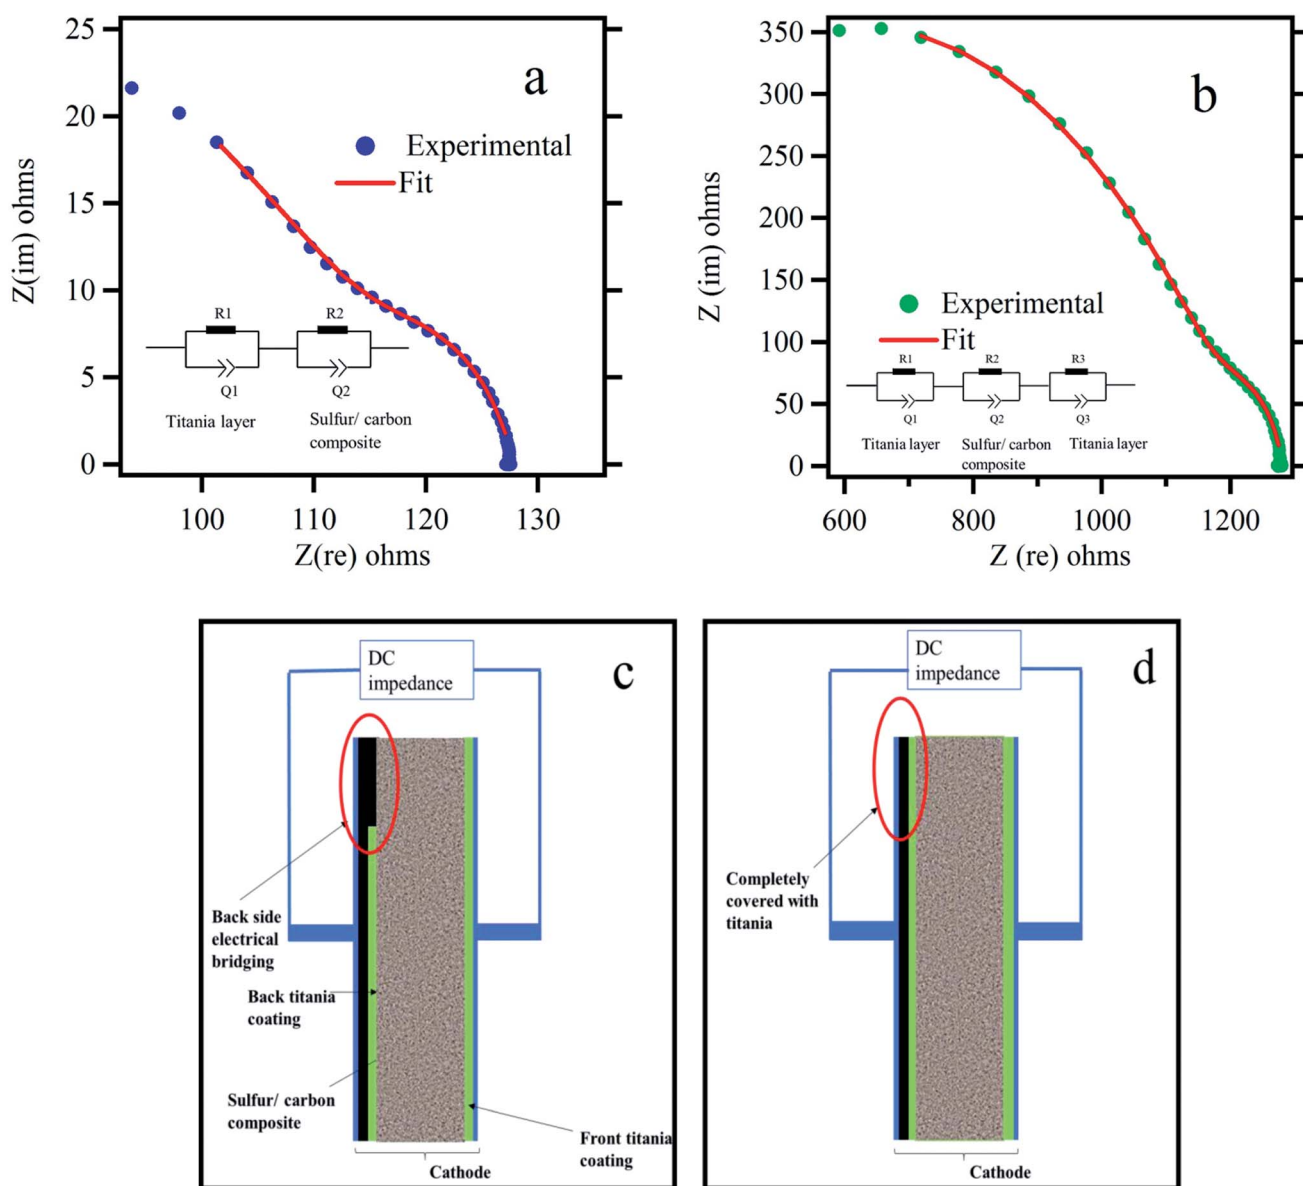 25
20
15
10
5
0
Z(im) ohms
a
Experimental
Fit
R1
R2
Q1
Q2
Titania layer
Sulfur/ carbon
composite
100
110
120
130
Z(re) ohms
350
300
250
200
150
100
50
0
Z (im) ohms
b
Experimental
Fit
R1
R2
R3
Q1
Q2
Q3
Titania layer
Sulfur/ carbon
composite
Titania layer
600
800
1000
1200
Z (re) ohms
DC
impedance
c
Back side
electrical
bridging
Back titania
coating
Sulfur/ carbon
composite
Front titania
coating
Cathode
DC
impedance
d
Completely
covered with
titania
Cathode